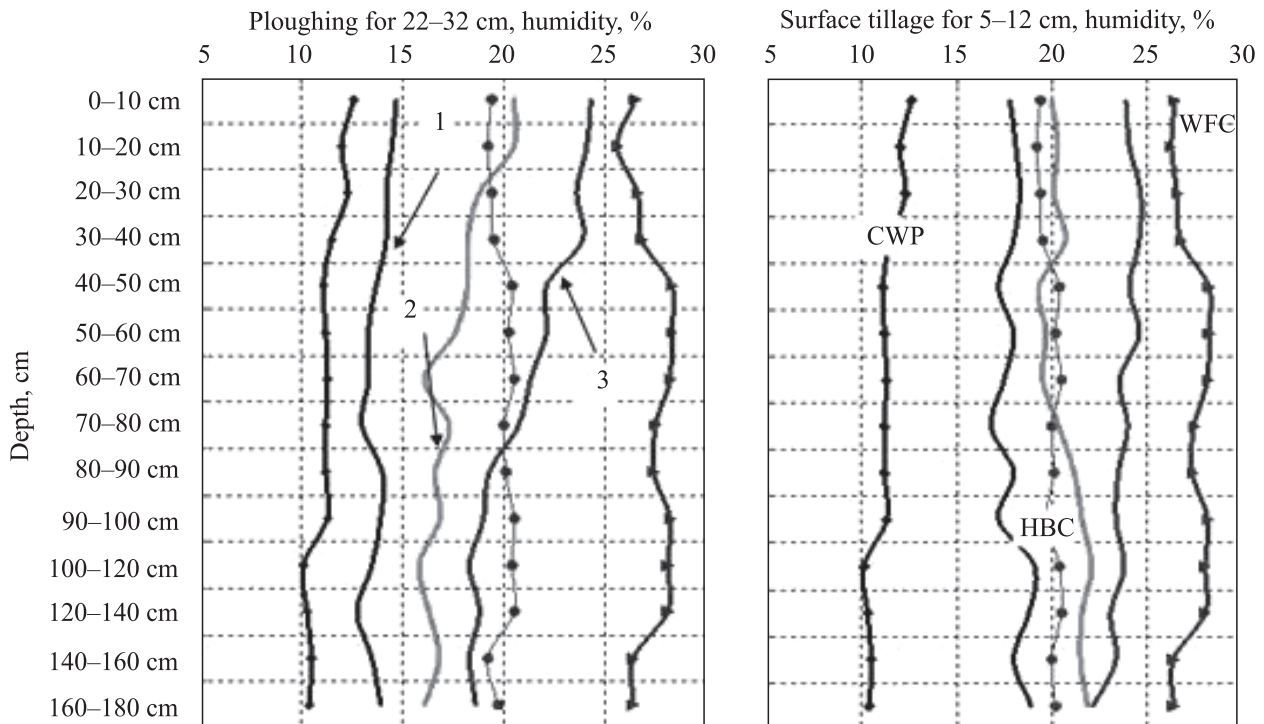 Ploughing for 22–32 cm, humidity, %
5 10 15 20 25 30
Surface tillage for 5–12 cm, humidity, %
5 10 15 20 25 30
Depth, cm
0–10 cm
10–20 cm
20–30 cm
30–40 cm
40–50 cm
50–60 cm
60–70 cm
70–80 cm
80–90 cm
90–100 cm
100–120 cm
120–140 cm
140–160 cm
160–180 cm
1
2
3
WFC
CWP
HBC